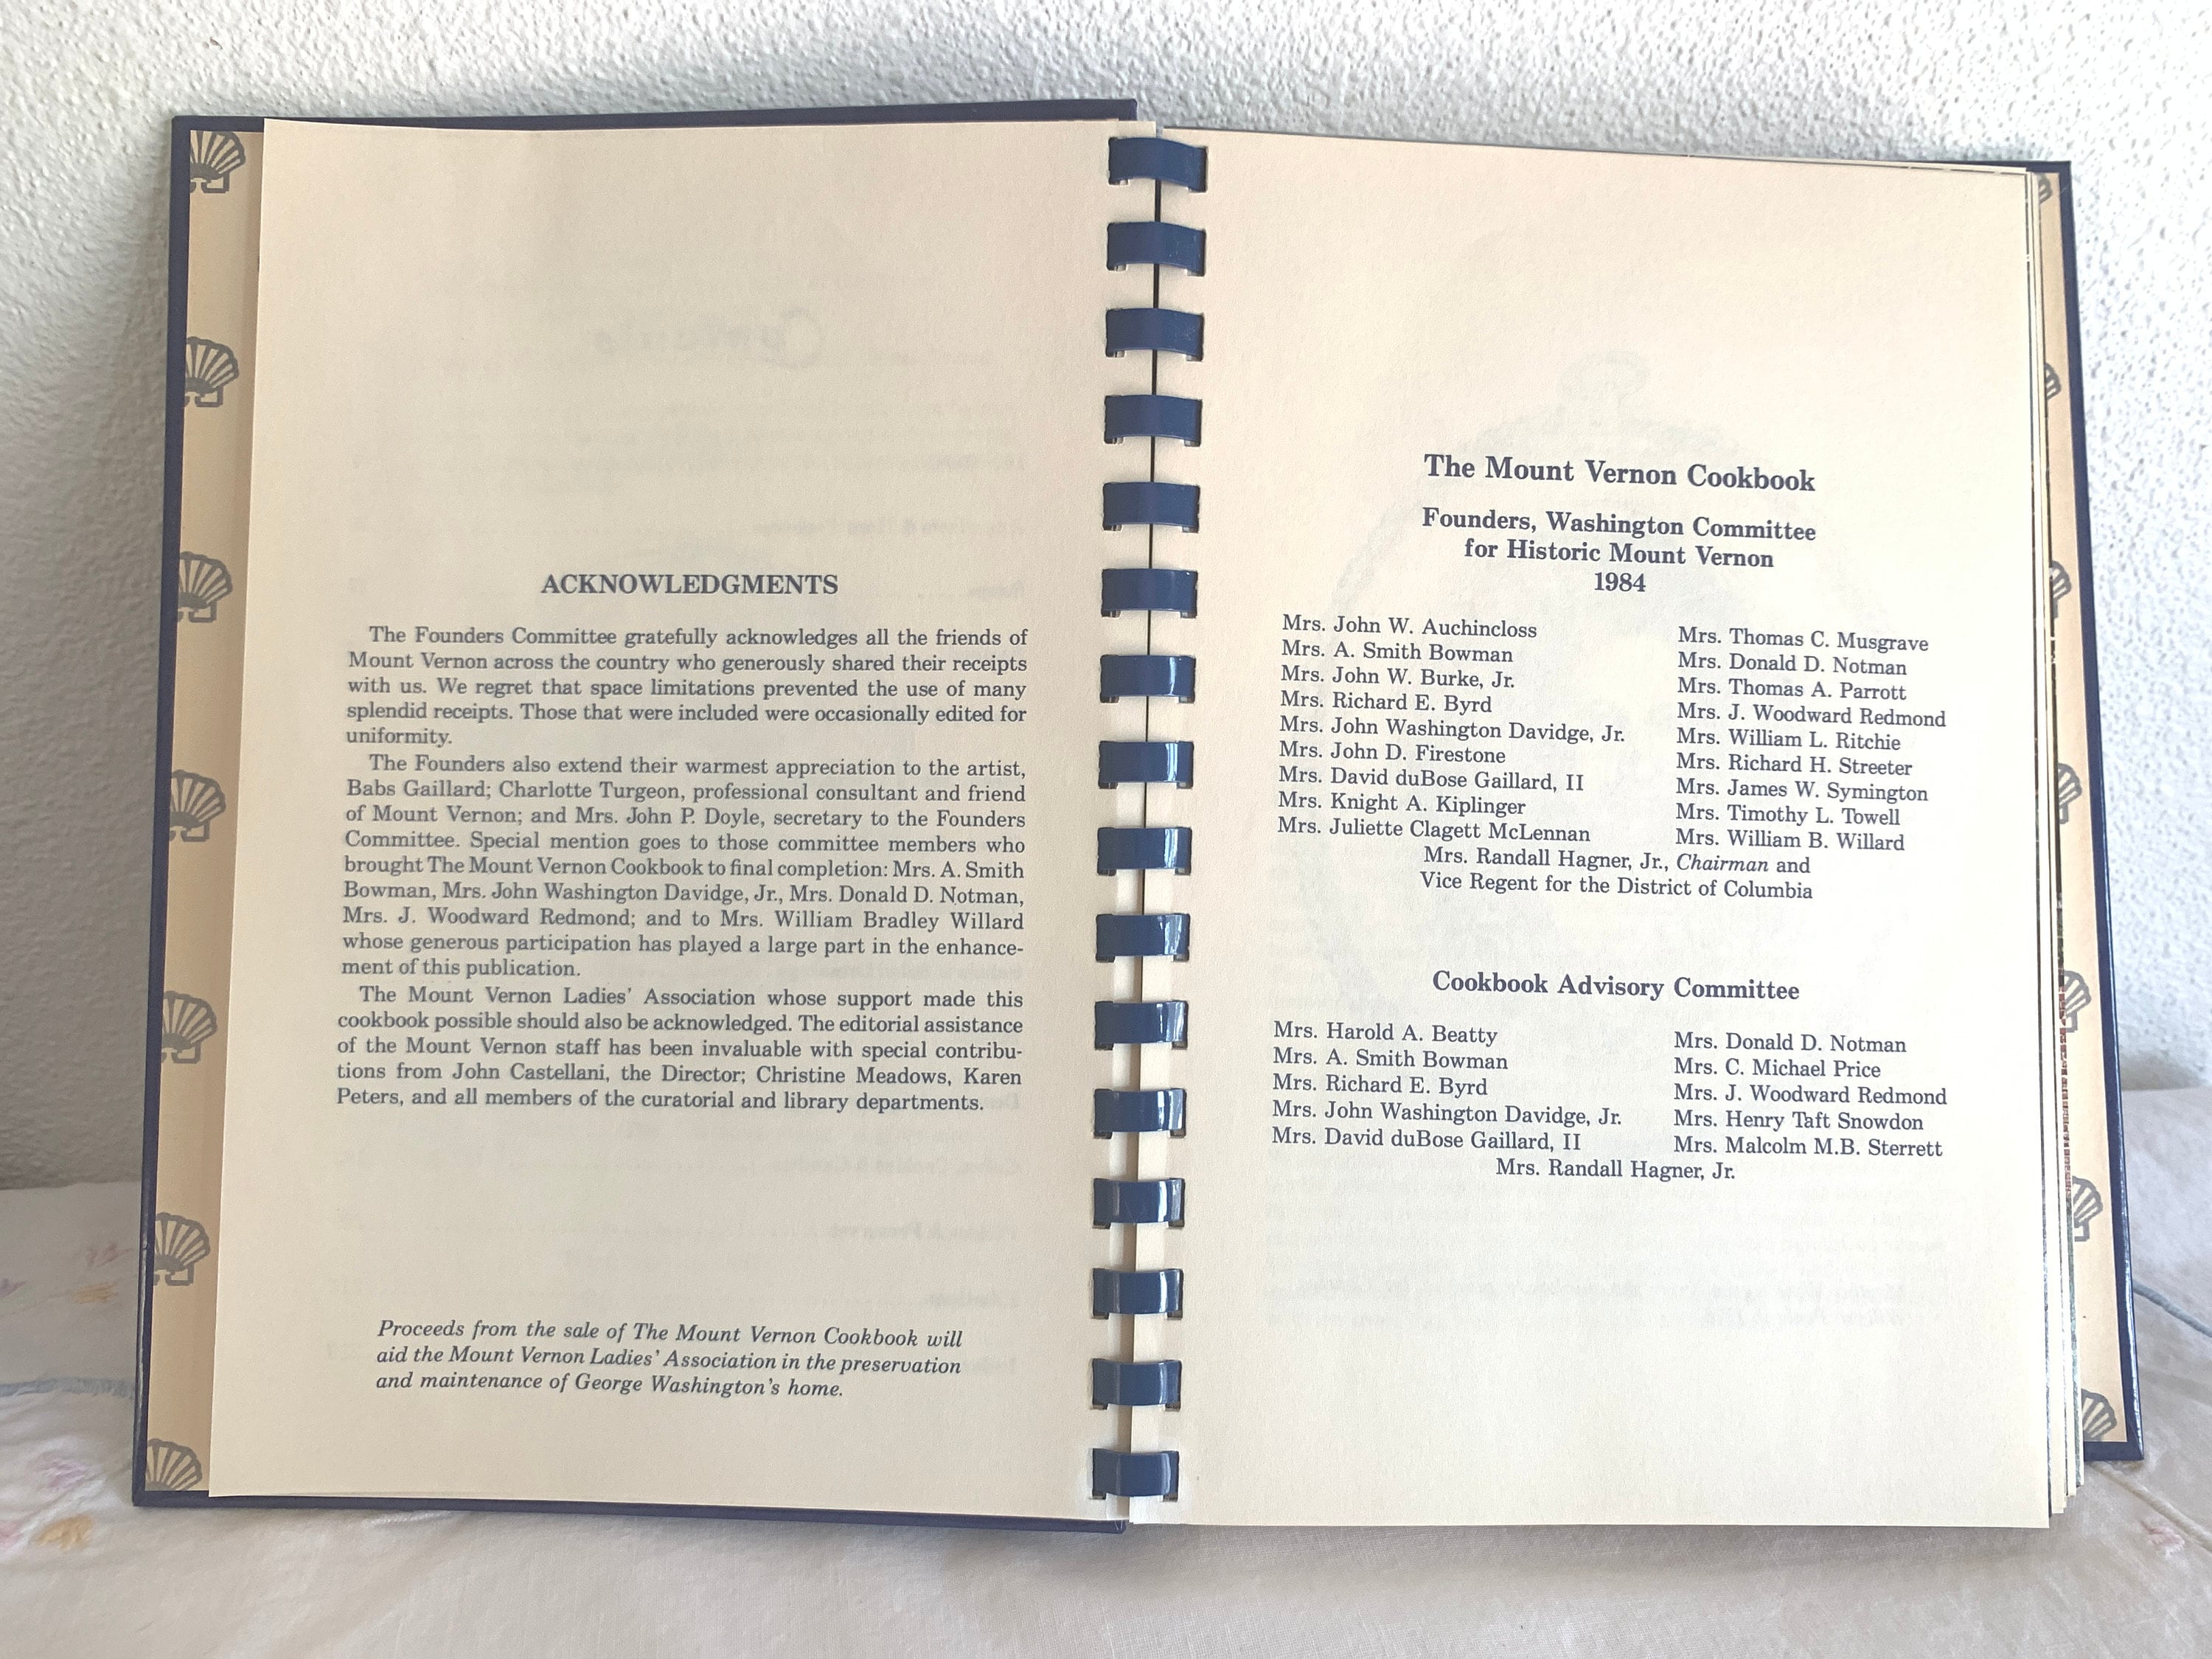 ACKNOWLEDGMENTS
The Founders Committee gratefully acknowledges all the friends of
Mount Vernon across the country who generously shared their receipts
with us. We regret that space limitations prevented the use of many
splendid receipts. Those that were included were occasionally edited for
uniformity.
The Founders also extend their warmest appreciation to the artist,
Babs Gaillard; Charlotte Turgeon, professional consultant and friend
of Mount Vernon; and Mrs. John P. Doyle, secretary to the Founders
Committee. Special mention goes to those committee members who
brought The Mount Vernon Cookbook to final completion: Mrs. A. Smith
Bowman, Mrs. John Washington Davidge, Jr., Mrs. Donald D. Notman,
Mrs. J. Woodward Redmond; and to Mrs. William Bradley Willard
whose generous participation has played a large part in the enhance-
ment of this publication.
The Mount Vernon Ladies' Association whose support made this
cookbook possible should also be acknowledged. The editorial assistance
of the Mount Vernon staff has been invaluable with special contribu-
tions from John Castellani, the Director; Christine Meadows, Karen
Peters, and all members of the curatorial and library departments.
Proceeds from the sale of The Mount Vernon Cookbook will
aid the Mount Vernon Ladies' Association in the preservation
and maintenance of George Washington's home.
The Mount Vernon Cookbook
Founders, Washington Committee
for Historic Mount Vernon
1984
Mrs. John W. Auchincloss
Mrs. A. Smith Bowman
Mrs. John W. Burke, Jr.
Mrs. Richard E. Byrd
Mrs. John Washington Davidge, Jr.
Mrs. John D. Firestone
Mrs. David duBose Gaillard, II
Mrs. Knight A. Kiplinger
Mrs. Juliette Clagett McLennan
Mrs. Thomas C. Musgrave
Mrs. Donald D. Notman
Mrs. Thomas A. Parrott
Mrs. J. Woodward Redmond
Mrs. William L. Ritchie
Mrs. Richard H. Streeter
Mrs. James W. Symington
Mrs. Timothy L. Towell
Mrs. William B. Willard
Mrs. Randall Hagner, Jr., Chairman and
Vice Regent for the District of Columbia
Cookbook Advisory Committee
Mrs. Harold A. Beatty
Mrs. A. Smith Bowman
Mrs. Richard E. Byrd
Mrs. John Washington Davidge, Jr.
Mrs. David duBose Gaillard, II
Mrs. Donald D. Notman
Mrs. C. Michael Price
Mrs. J. Woodward Redmond
Mrs. Henry Taft Snowdon
Mrs. Malcolm M.B. Sterrett
Mrs. Randall Hagner, Jr.